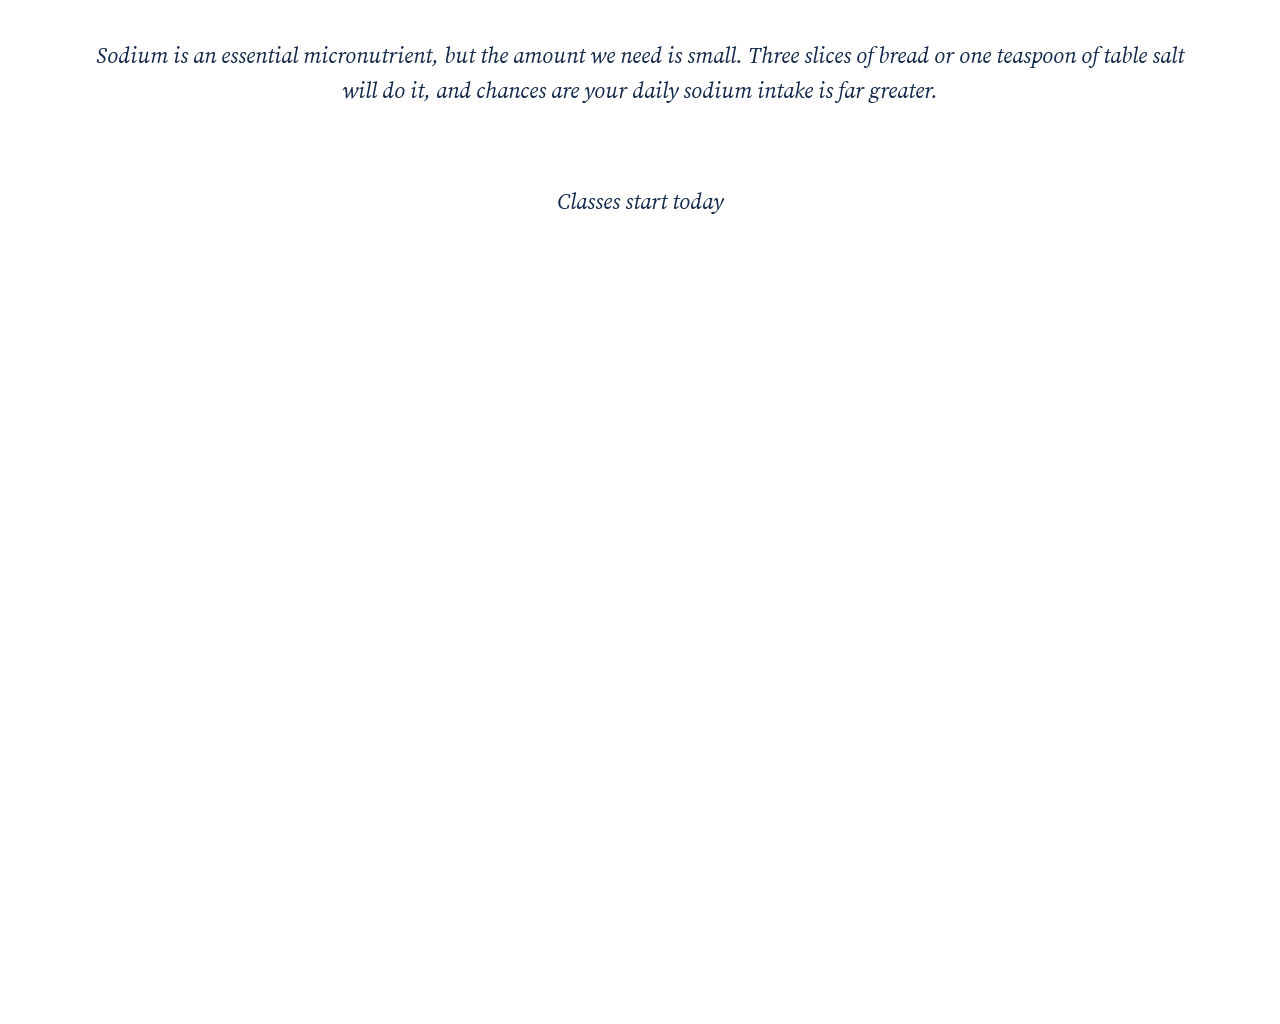 Sodium is an essential micronutrient, but the amount we need is small. Three slices of bread or one teaspoon of table salt
will do it, and chances are your daily sodium intake is far greater.
Classes start today